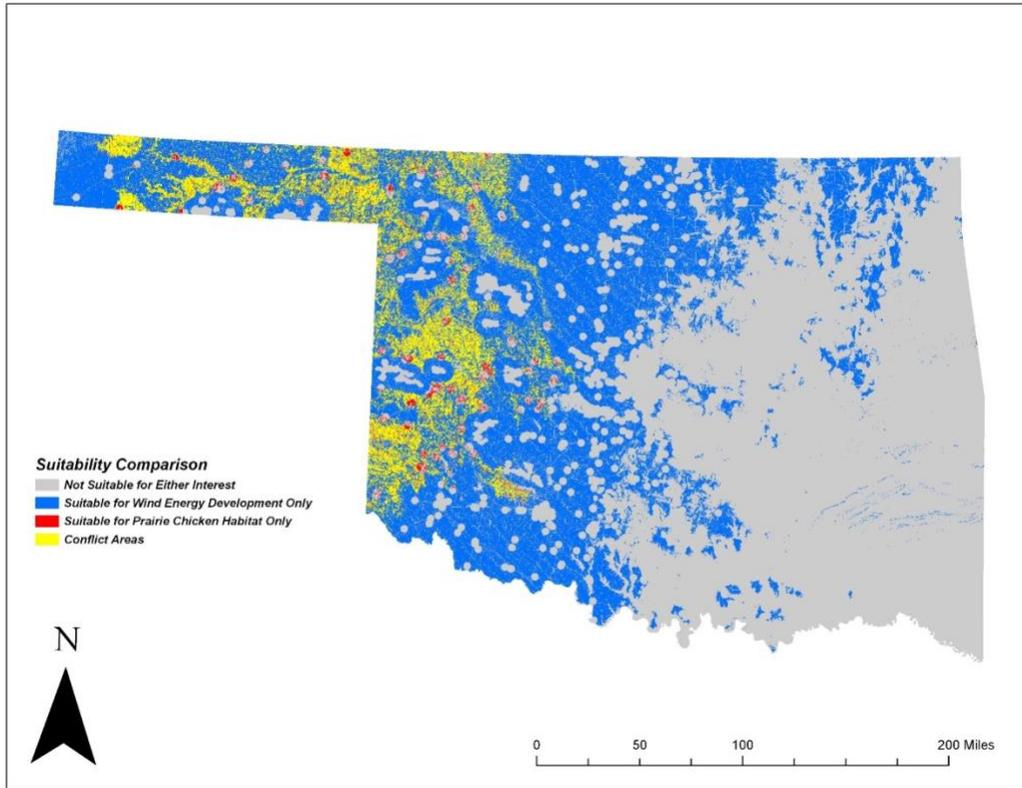 Suitability Comparison
Not Suitable for Either Interest
Suitable for Wind Energy Development Only
Suitable for Prairie Chicken Habitat Only
Conflict Areas
N
0 50 100 200 Miles